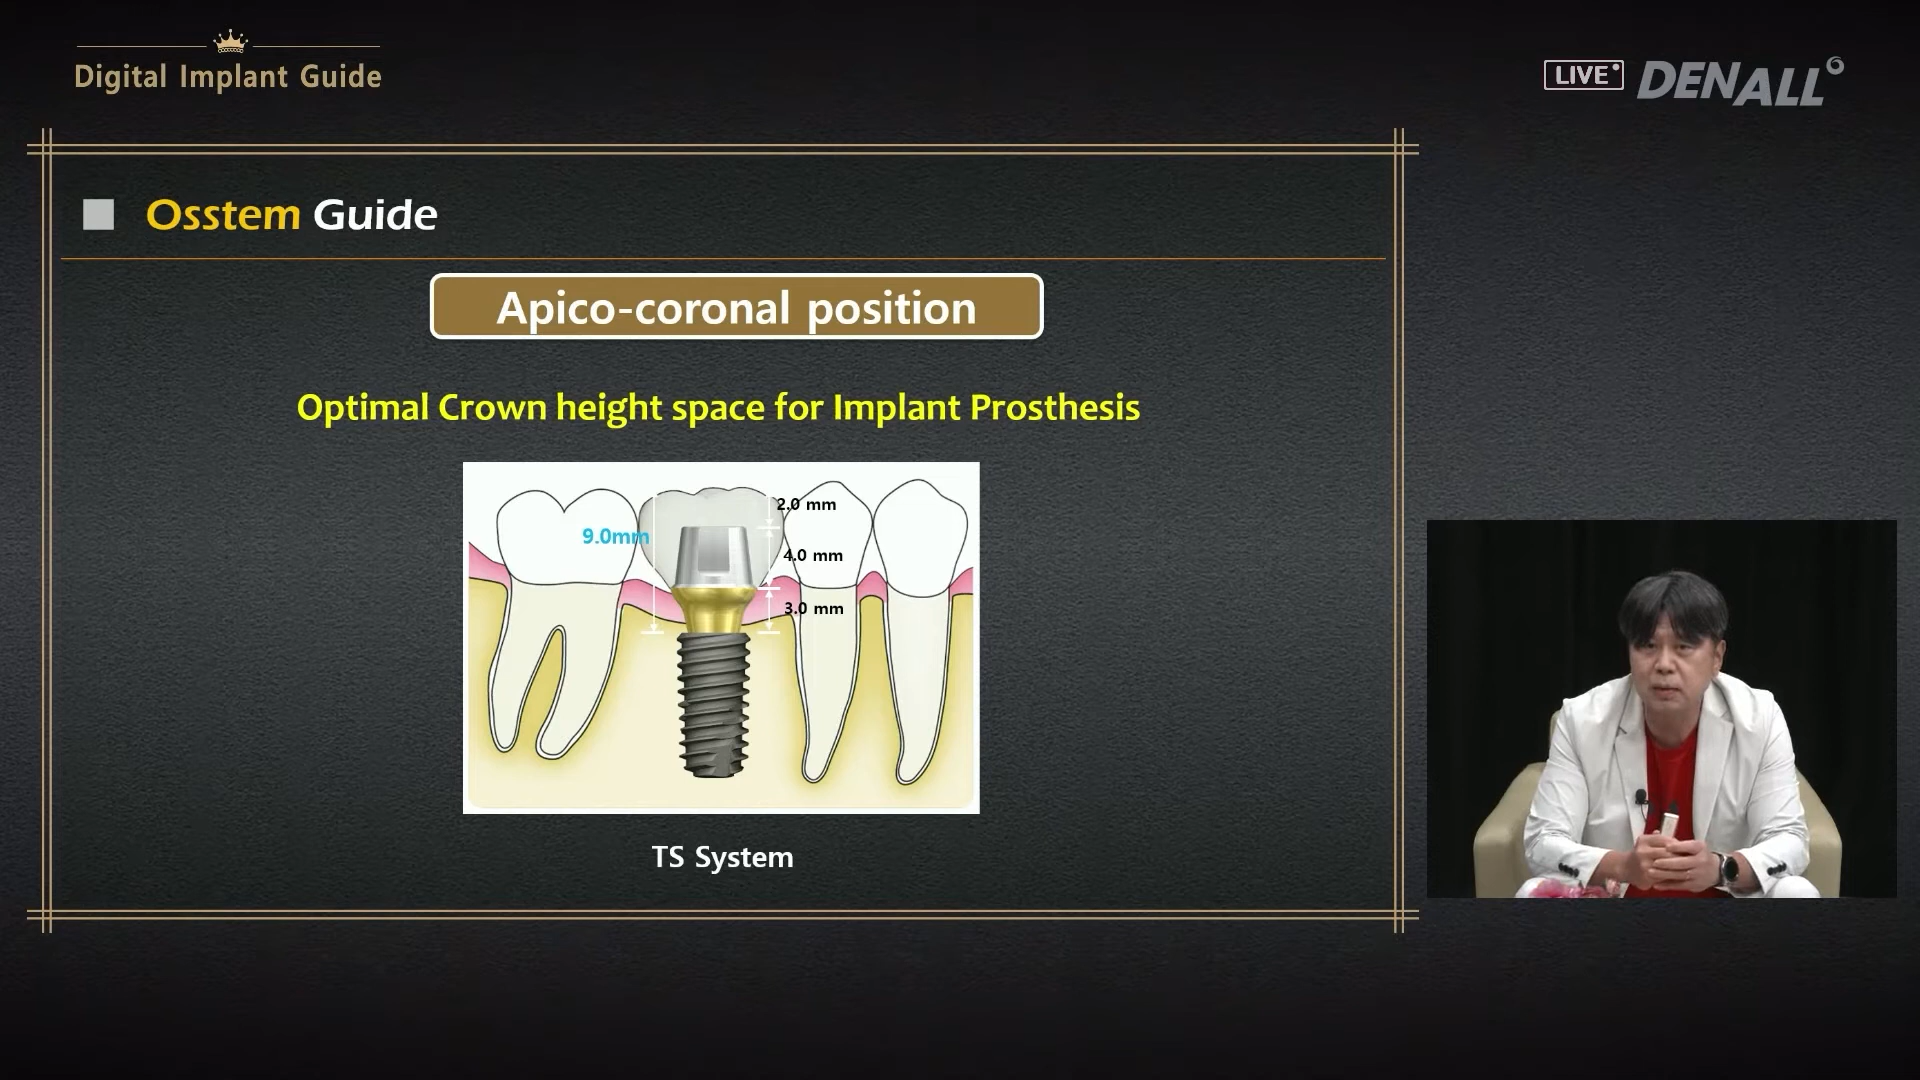 Digital Implant Guide
LIVE
DENALL
Osstem Guide
Apico-coronal position
Optimal Crown height space for Implant Prosthesis
2.0 mm
9.0mm
4.0 mm
3.0 mm
TS System